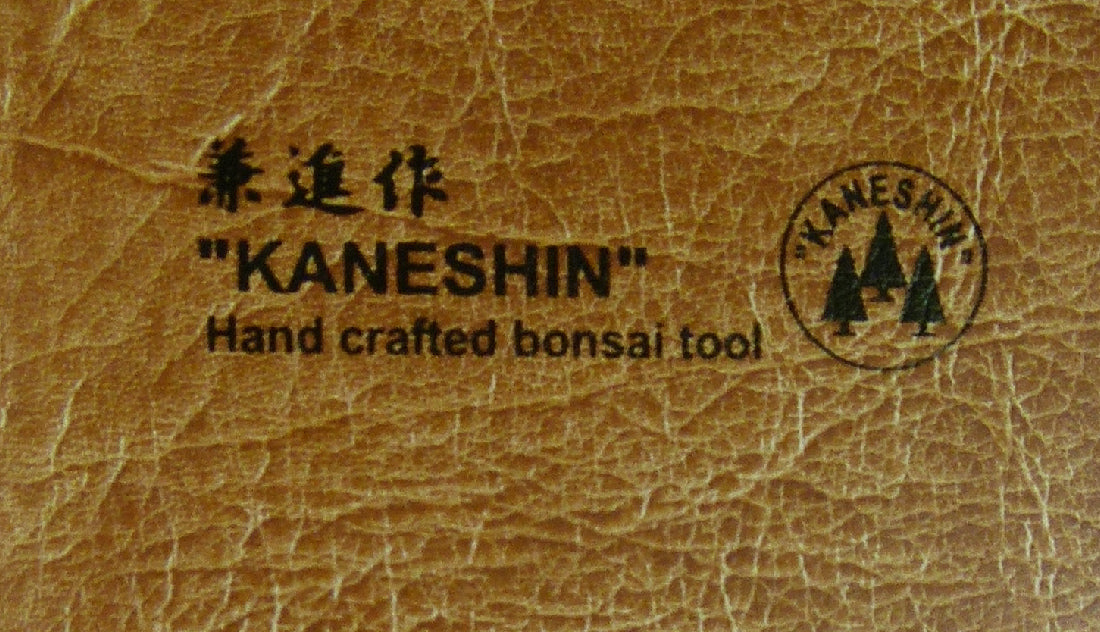 兼進作
"KANESHIN"
Hand crafted bonsai tool
"KANESHIN"